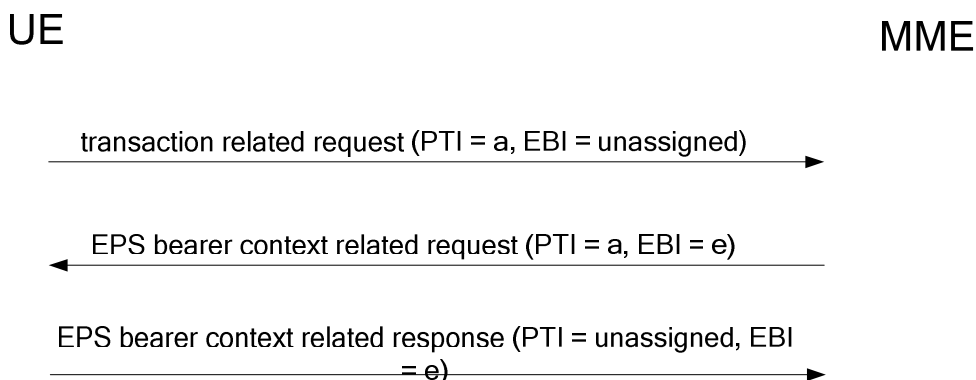 UE
MME
transaction related request (PTI = a, EBI = unassigned)
EPS bearer context related request (PTI = a, EBI = e)
EPS bearer context related response (PTI = unassigned, EBI
= e)